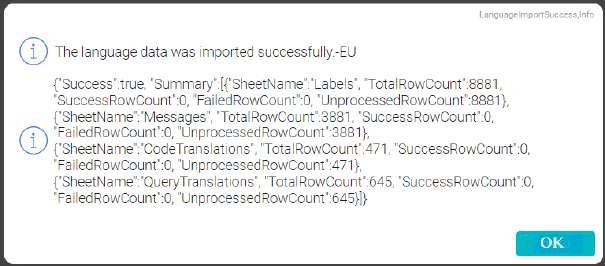 LanguageImportSuccess,Info
The language data was imported successfully.-EU
{"Success":true, "Summary":[{"SheetName":"Labels", "TotalRowCount":8881,
"SuccessRowCount":0, "FailedRowCount":0, "UnprocessedRowCount":8881},
{"SheetName":"Messages", "TotalRowCount":3881, "SuccessRowCount":0,
"FailedRowCount":0, "UnprocessedRowCount":3881},
{"SheetName":"CodeTranslations", "TotalRowCount":471, "SuccessRowCount":0,
"FailedRowCount":0, "UnprocessedRowCount":471},
{"SheetName":"QueryTranslations", "TotalRowCount":645, "SuccessRowCount":0,
"FailedRowCount":0, "UnprocessedRowCount":645}]}
OK